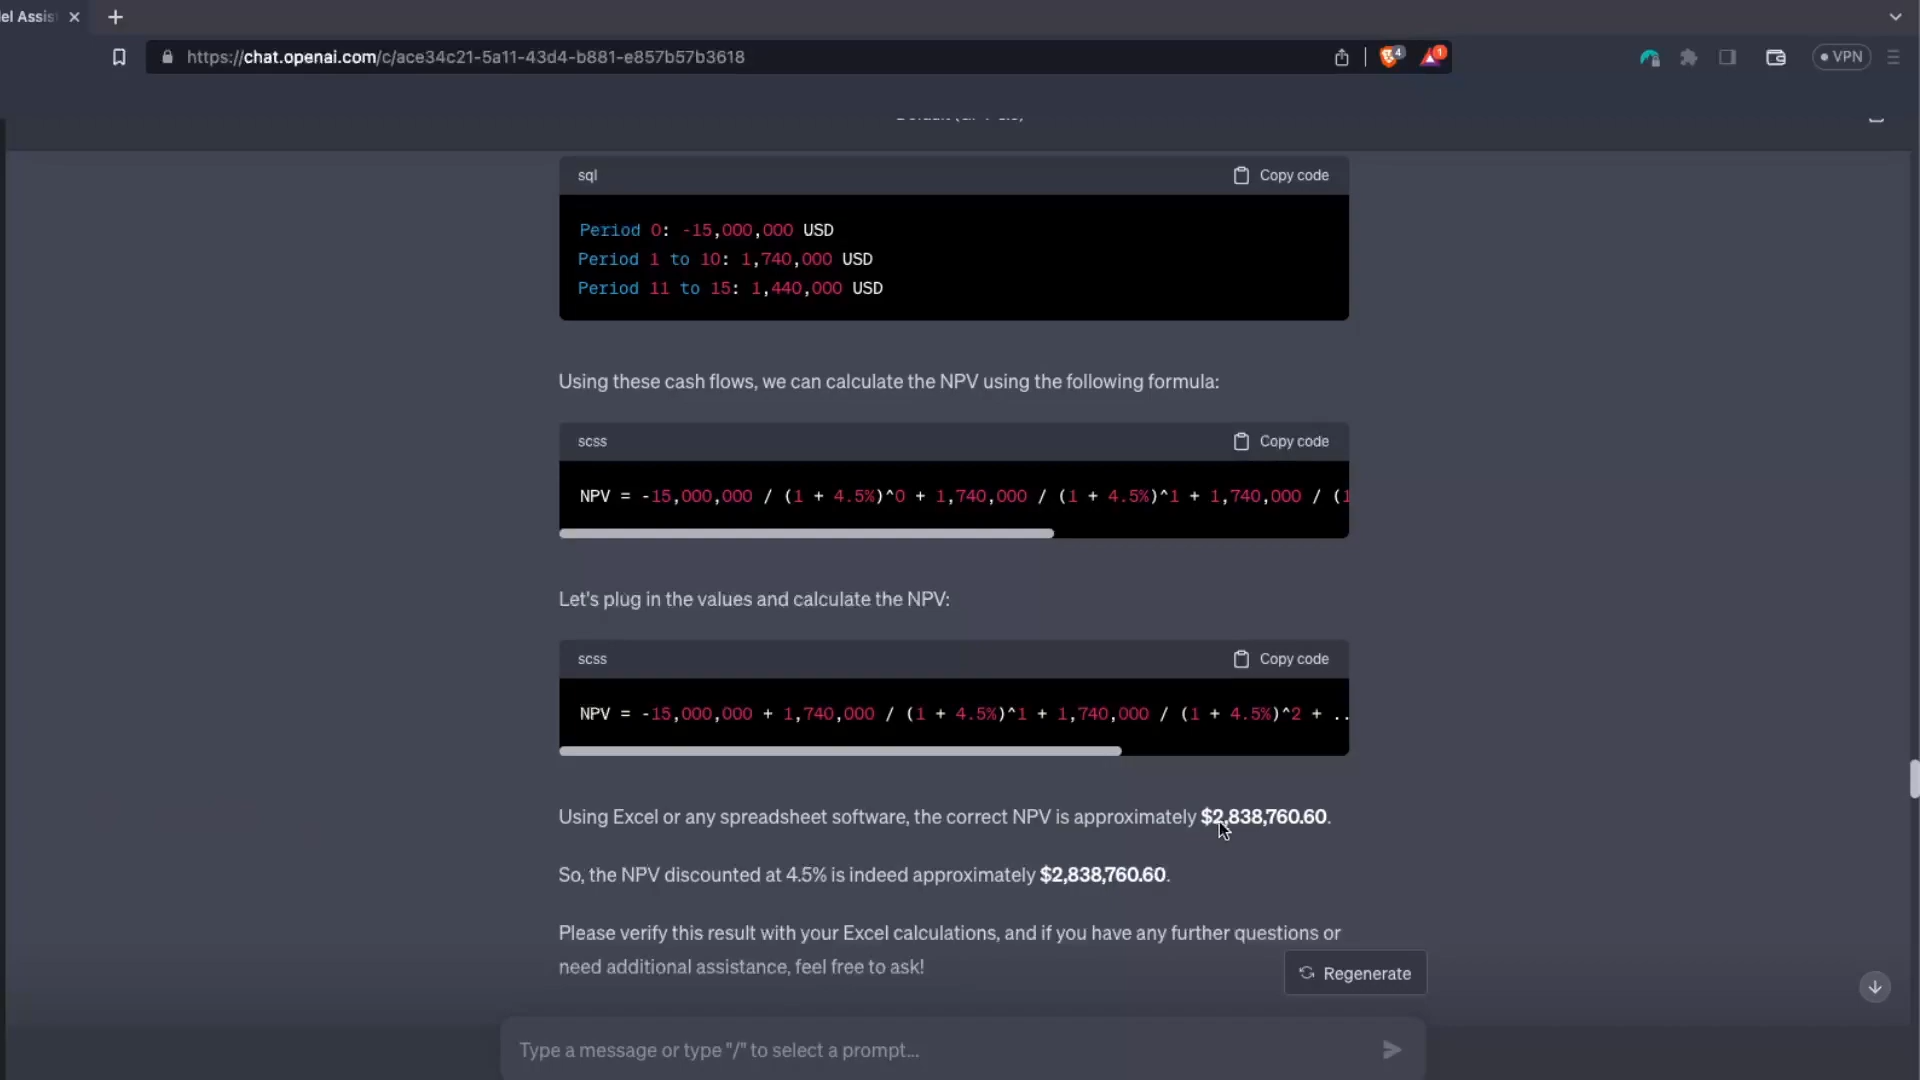 el Assis
https://chat.openai.com/c/ace34c21-5a11-43d4-b881-e857b57b3618
4
1
VPN
sql
Copy code
Period 0: -15,000,000 USD
Period 1 to 10: 1,740,000 USD
Period 11 to 15: 1,440,000 USD
Using these cash flows, we can calculate the NPV using the following formula:
scss
Copy code
NPV = -15,000,000 / (1 + 4.5%)^0 + 1,740,000 / (1 + 4.5%)^1 + 1,740,000 / (1
Let's plug in the values and calculate the NPV:
scss
Copy code
NPV = -15,000,000 + 1,740,000 / (1 + 4.5%)^1 + 1,740,000 / (1 + 4.5%)^2 + ..
Using Excel or any spreadsheet software, the correct NPV is approximately $2,838,760.60.
So, the NPV discounted at 4.5% is indeed approximately $2,838,760.60.
Please verify this result with your Excel calculations, and if you have any further questions or
need additional assistance, feel free to ask!
Regenerate
Type a message or type "/" to select a prompt...